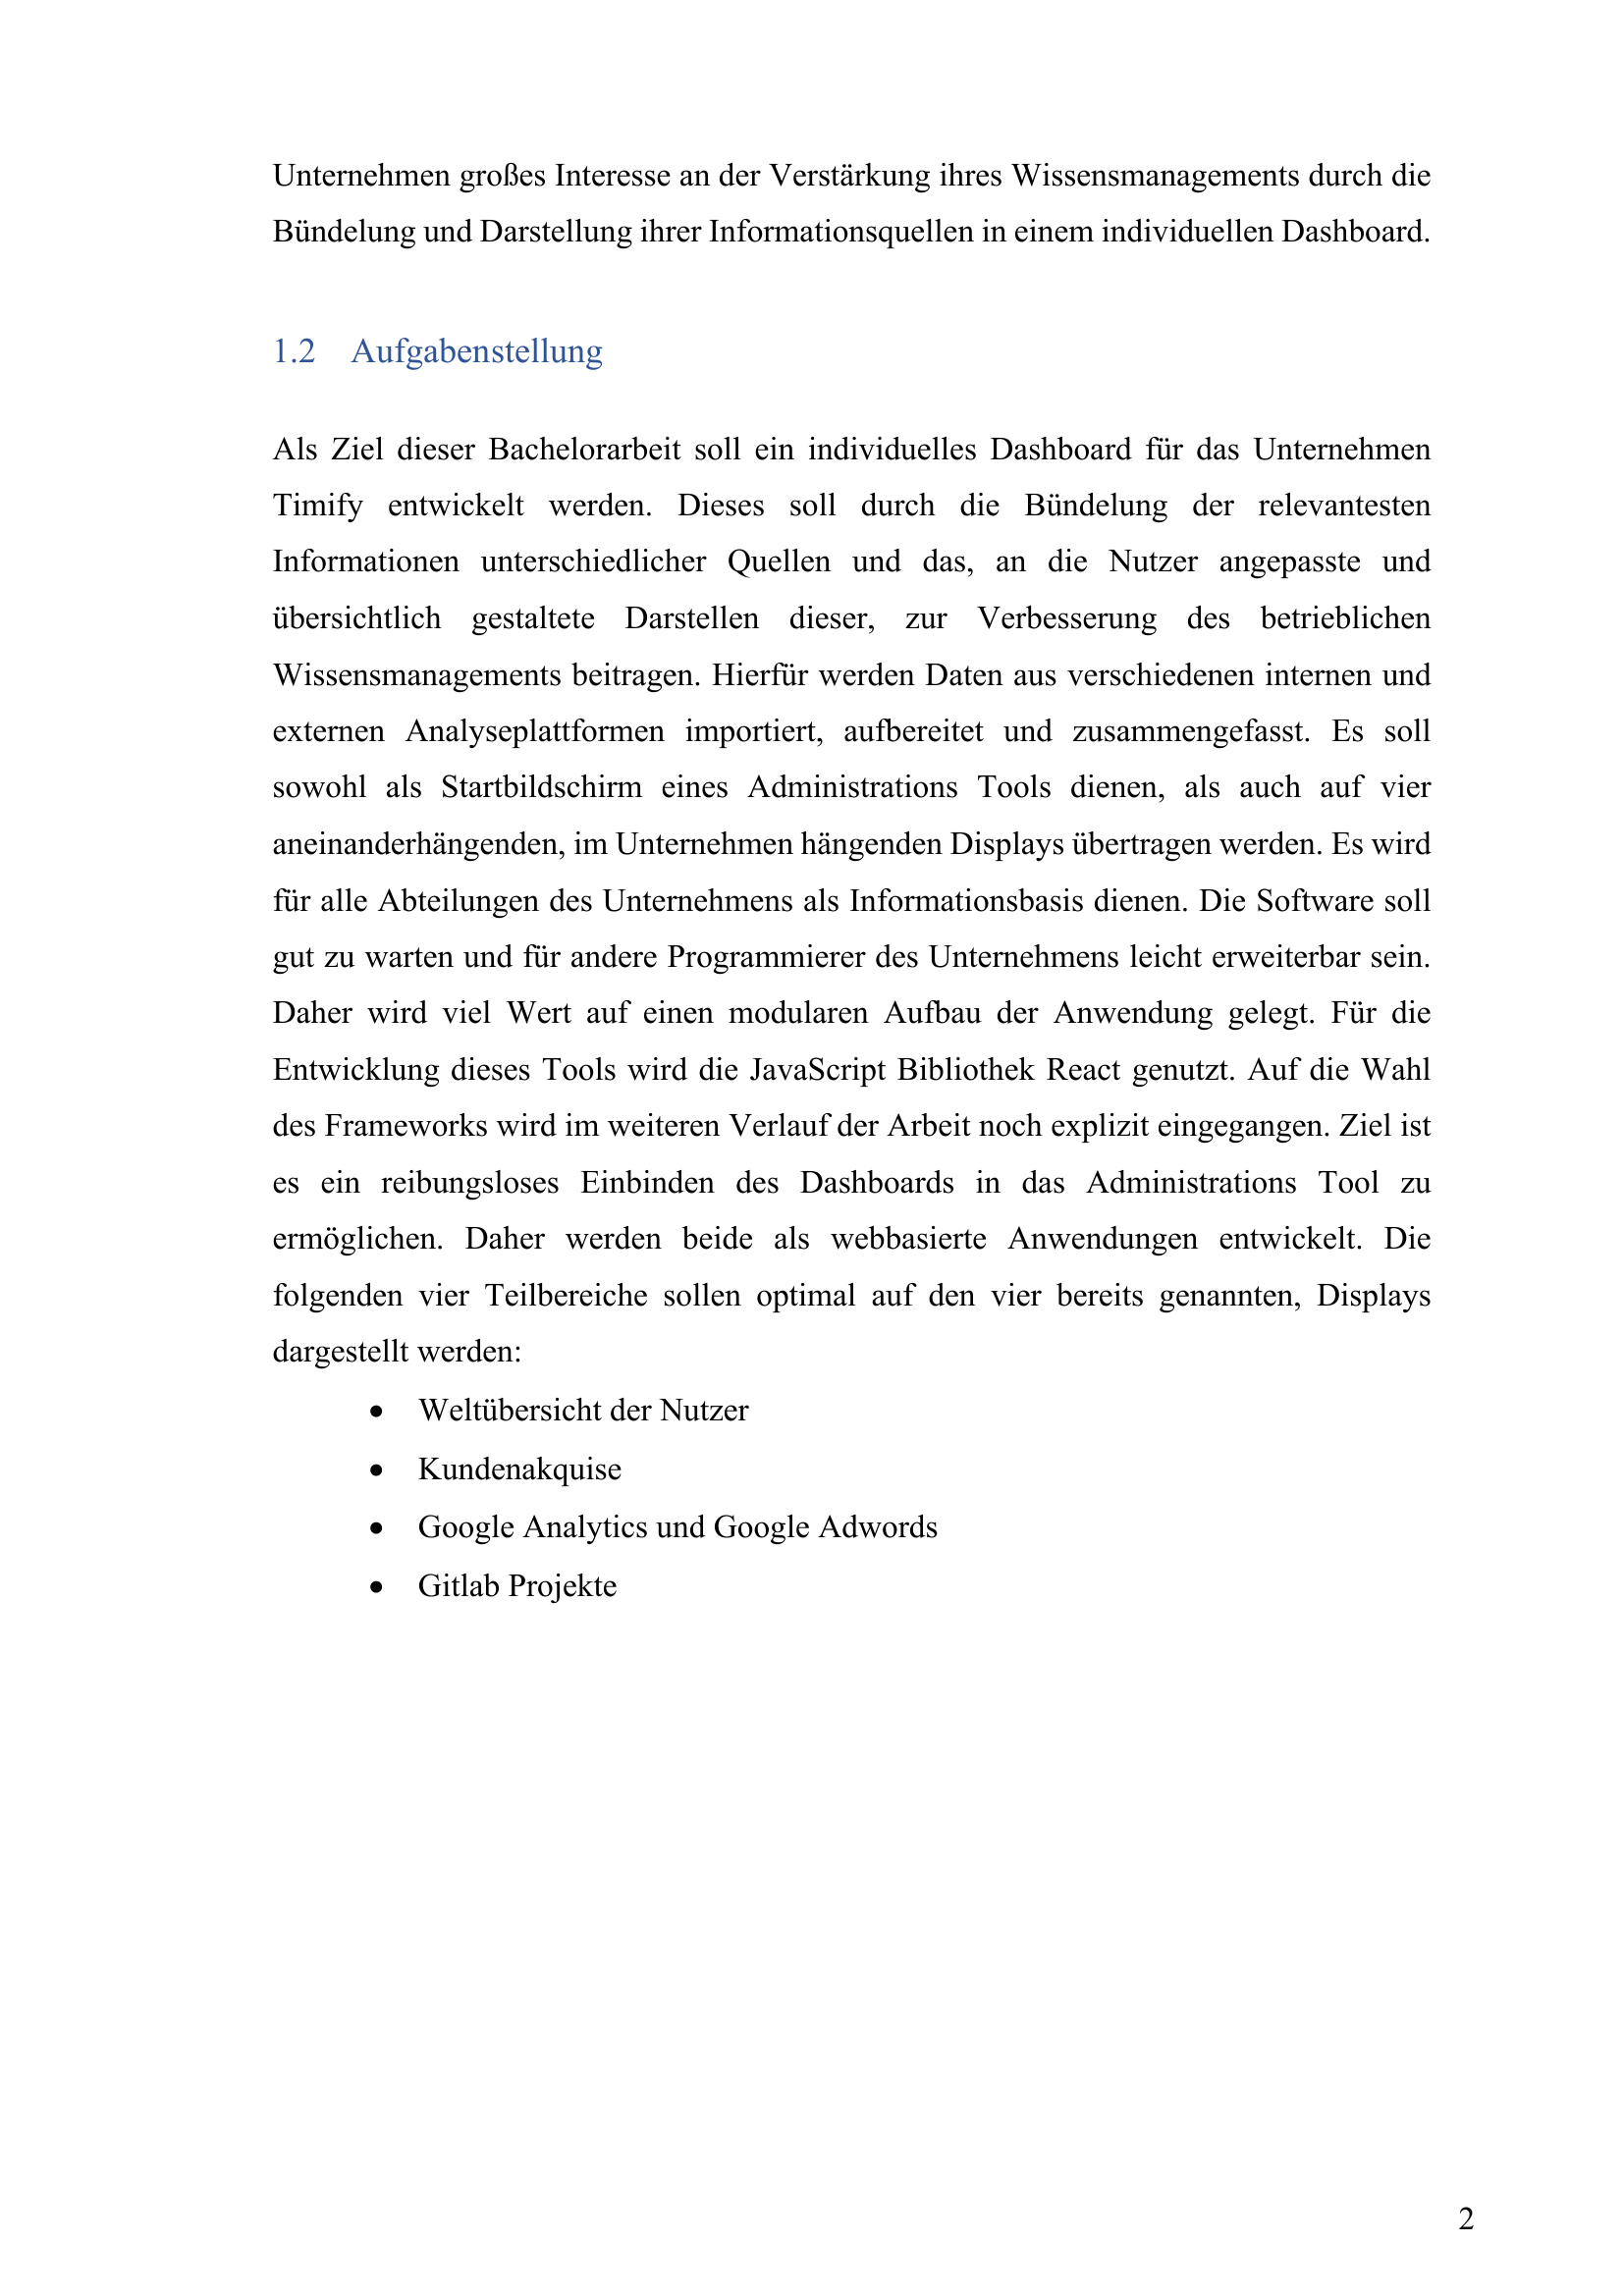 Unternehmen großes Interesse an der Verstärkung ihres Wissensmanagements durch die
Bündelung und Darstellung ihrer Informationsquellen in einem individuellen Dashboard.
1.2 Aufgabenstellung
Als Ziel dieser Bachelorarbeit soll ein individuelles Dashboard für das Unternehmen
Timify entwickelt werden. Dieses soll durch die Bündelung der relevantesten
Informationen unterschiedlicher Quellen und das, an die Nutzer angepasste und
übersichtlich gestaltete Darstellen dieser, zur Verbesserung des betrieblichen
Wissensmanagements beitragen. Hierfür werden Daten aus verschiedenen internen und
externen Analyseplattformen importiert, aufbereitet und zusammengefasst. Es soll
sowohl als Startbildschirm eines Administrations Tools dienen, als auch auf vier
aneinanderhängenden, im Unternehmen hängenden Displays übertragen werden. Es wird
für alle Abteilungen des Unternehmens als Informationsbasis dienen. Die Software soll
gut zu warten und für andere Programmierer des Unternehmens leicht erweiterbar sein.
Daher wird viel Wert auf einen modularen Aufbau der Anwendung gelegt. Für die
Entwicklung dieses Tools wird die JavaScript Bibliothek React genutzt. Auf die Wahl
des Frameworks wird im weiteren Verlauf der Arbeit noch explizit eingegangen. Ziel ist
es ein reibungsloses Einbinden des Dashboards in das Administrations Tool zu
ermöglichen. Daher werden beide als webbasierte Anwendungen entwickelt. Die
folgenden vier Teilbereiche sollen optimal auf den vier bereits genannten, Displays
dargestellt werden:
• Weltübersicht der Nutzer
• Kundenakquise
• Google Analytics und Google Adwords
• Gitlab Projekte
2